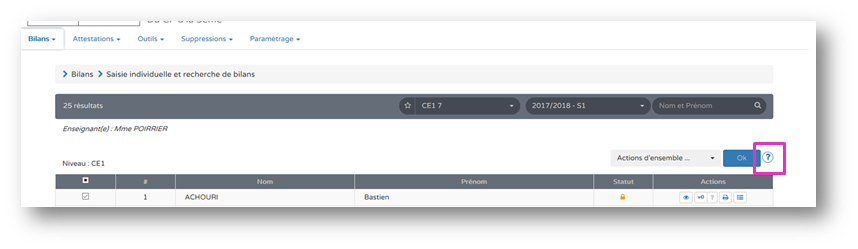 Du CP à la 3ème
Bilans Attestations Outils Suppressions Paramétrage
Bilans Saisie individuelle et recherche de bilans
25 résultats CE1 7 2017/2018 - S1 Nom et Prénom
Enseignant(e) : Mme POIRRIER
Actions d'ensemble ... Ok ?
Niveau : CE1
# Nom Prénom Statut Actions
1 ACHOURI Bastien ?